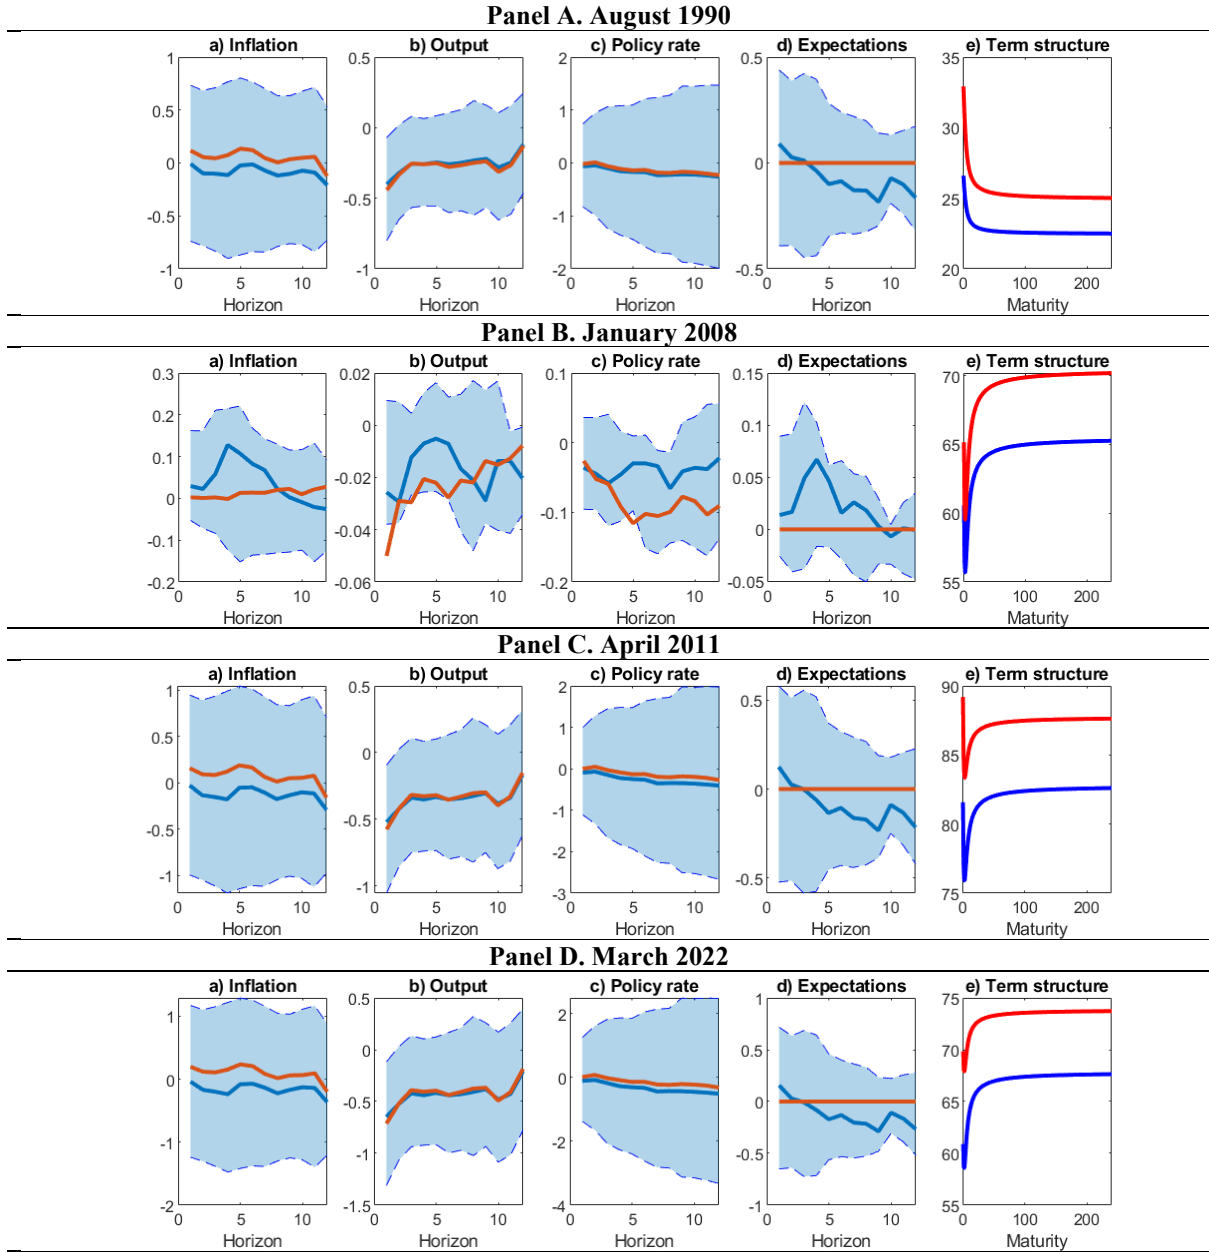 Panel A. August 1990
a) Inflation b) Output c) Policy rate d) Expectations e) Term structure
1 0.5 2 0.5 35
0.5 0 1 30
0 0 0
-0.5 -0.5 -1 25
-1 -1 -2 -0.5 20
0 5 10 0 5 10 0 5 10 0 5 10 0 100 200
Horizon Horizon Horizon Horizon Maturity
Panel B. January 2008
a) Inflation b) Output c) Policy rate d) Expectations e) Term structure
0.3 0.02 0.1 0.15 70
0.2 0 0.1
0.1 -0.02 0 0.05 65
0 -0.1 0 60
-0.1 -0.04
-0.2 -0.06 -0.2 -0.05 55
0 5 10 0 5 10 0 5 10 0 5 10 0 100 200
Horizon Horizon Horizon Horizon Maturity
Panel C. April 2011
a) Inflation b) Output c) Policy rate d) Expectations e) Term structure
1 0.5 2 0.5 90
0.5 0 1 85
0 0 0
-0.5 -0.5 -1 80
-1 -1 -2 -0.5
-3 75
0 5 10 0 5 10 0 5 10 0 5 10 0 100 200
Horizon Horizon Horizon Horizon Maturity
Panel D. March 2022
a) Inflation b) Output c) Policy rate d) Expectations e) Term structure
1 0.5 2 1 75
0 0 0.5 70
0 -0.5 0 65
-1 -1 -2 -0.5 60
-2 -1.5 -4 -1 55
0 5 10 0 5 10 0 5 10 0 5 10 0 100 200
Horizon Horizon Horizon Horizon Maturity